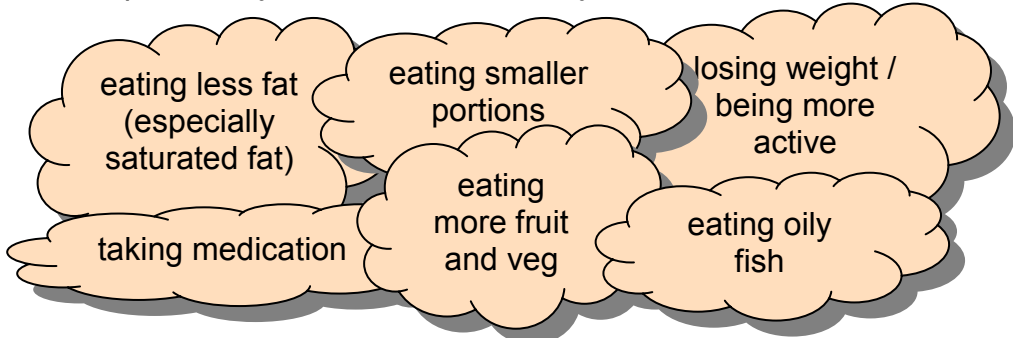 eating less fat
(especially
saturated fat)
eating smaller
portions
losing weight /
being more
active
taking medication
eating
more fruit
and veg
eating oily
fish